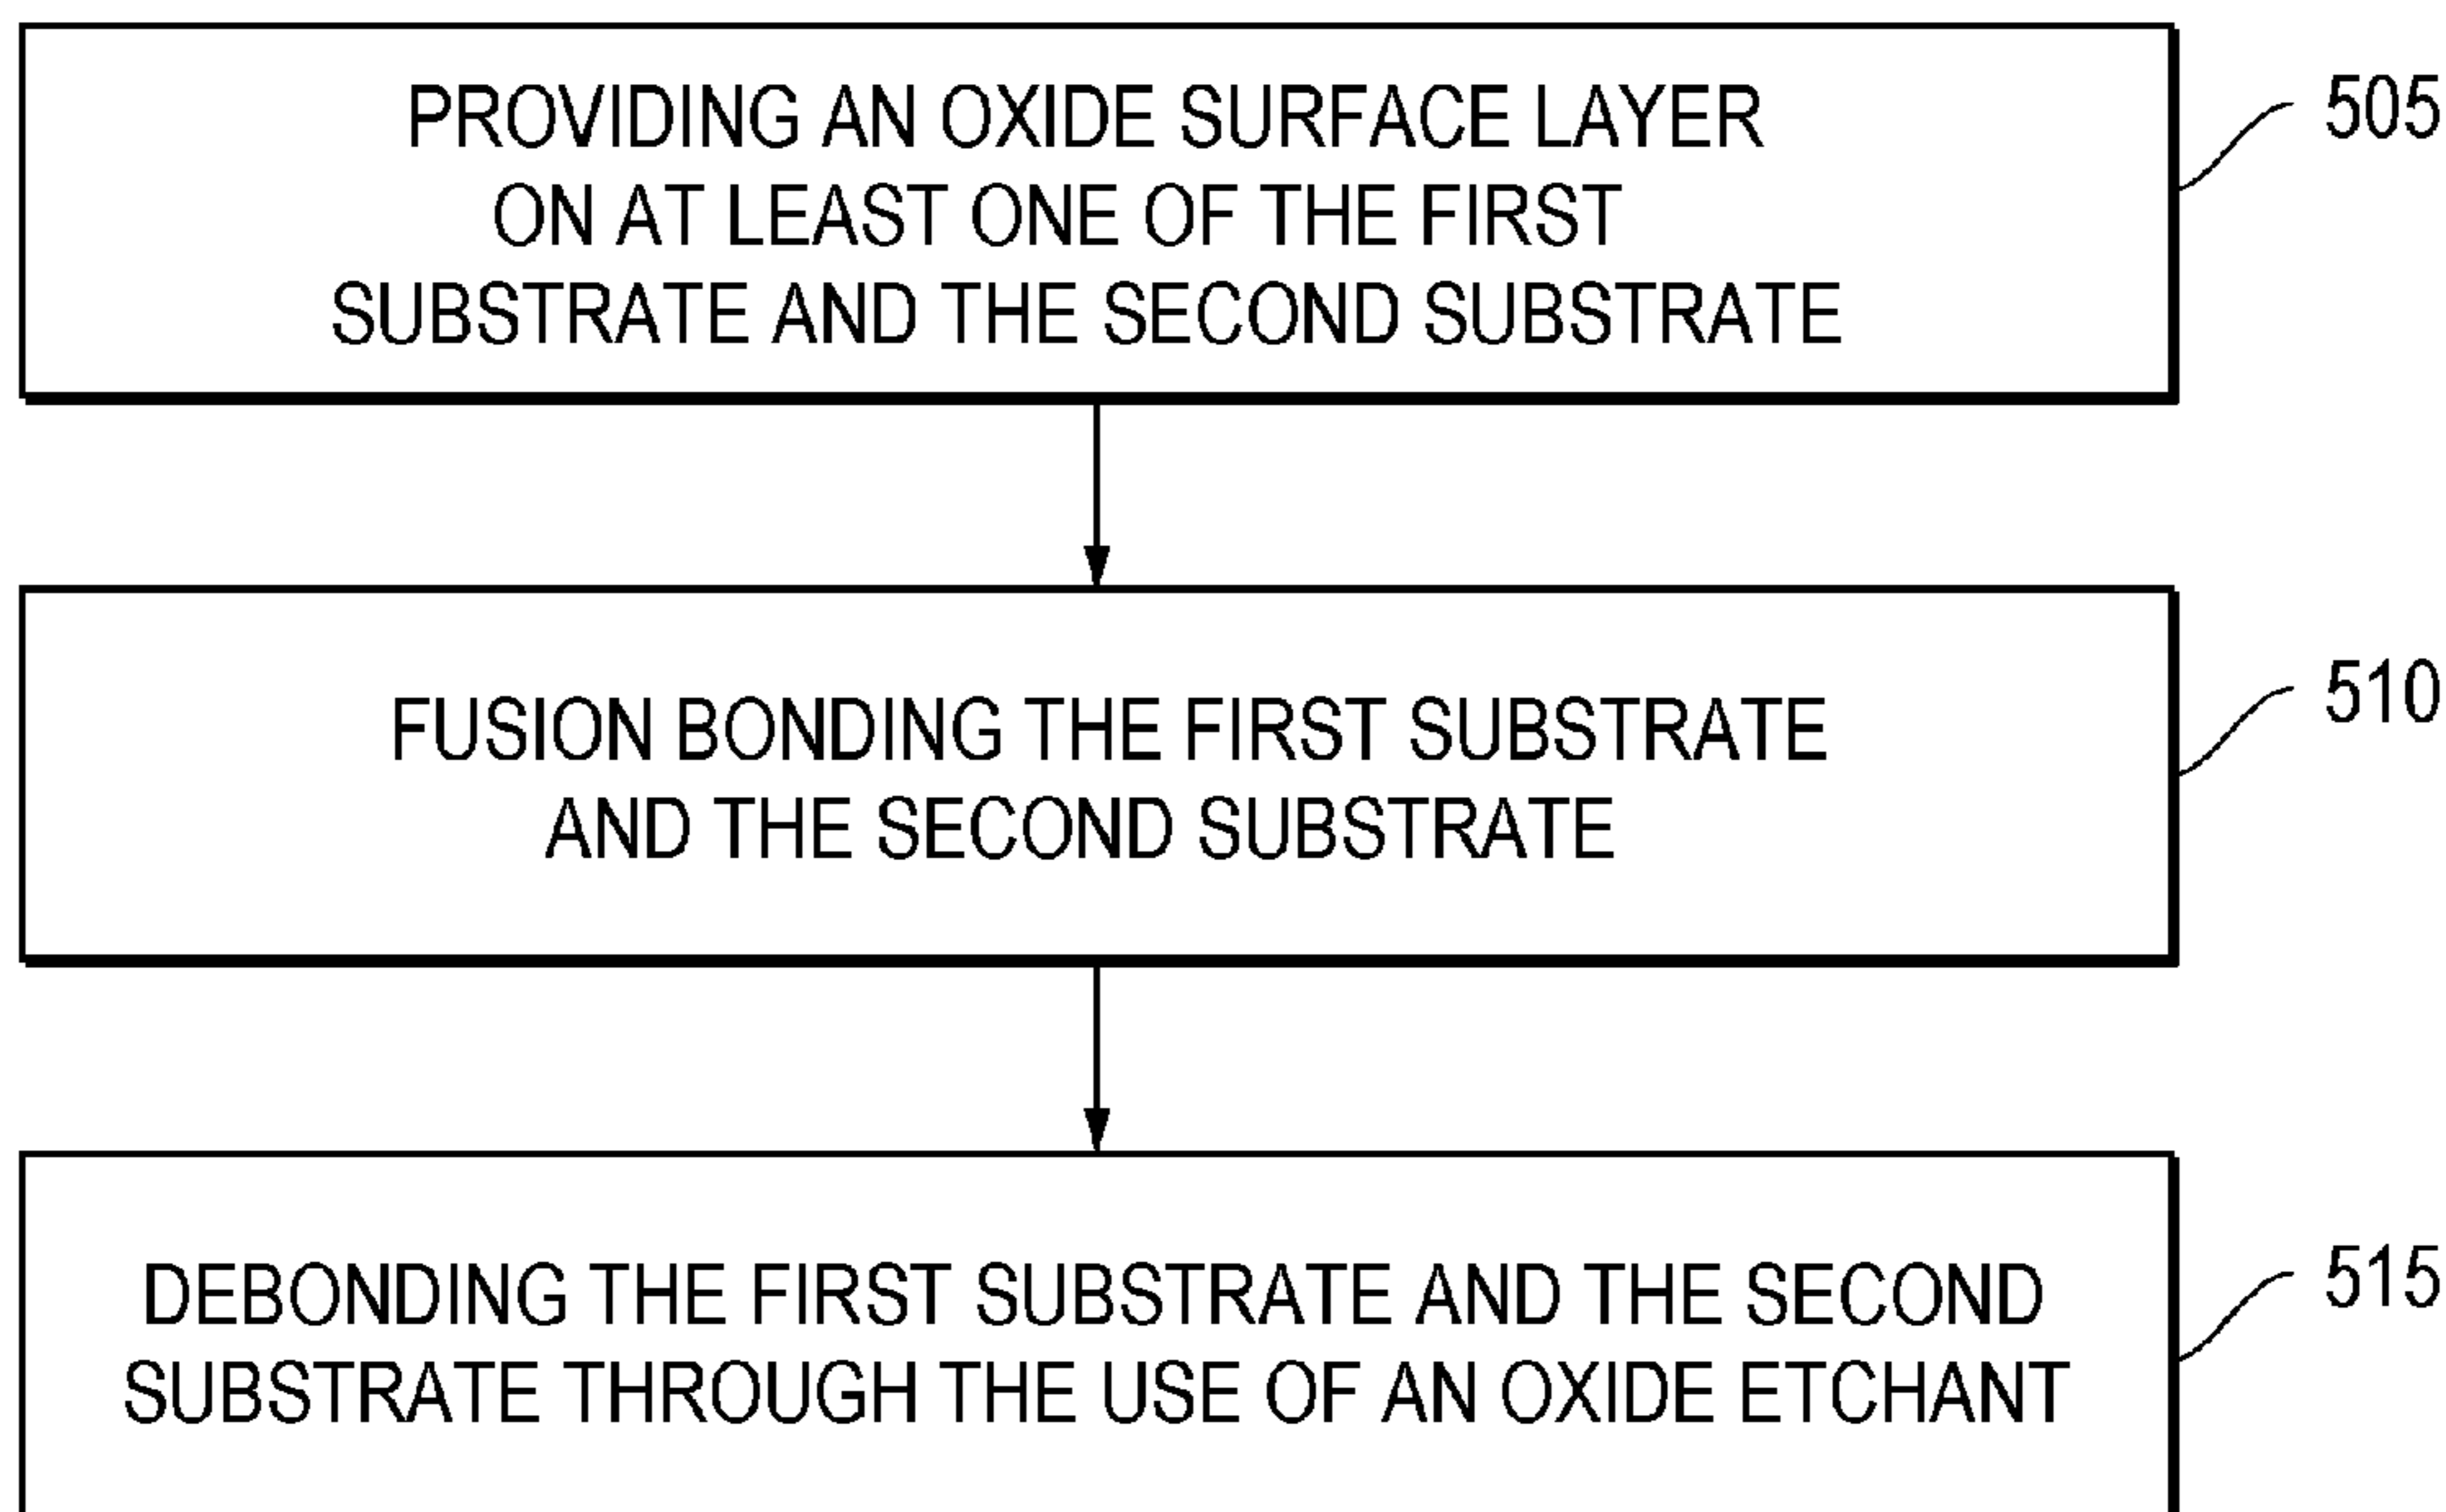 PROVIDING AN OXIDE SURFACE LAYER
ON AT LEAST ONE OF THE FIRST
SUBSTRATE AND THE SECOND SUBSTRATE
505
FUSION BONDING THE FIRST SUBSTRATE
AND THE SECOND SUBSTRATE
510
DEBONDING THE FIRST SUBSTRATE AND THE SECOND
SUBSTRATE THROUGH THE USE OF AN OXIDE ETCHANT
515